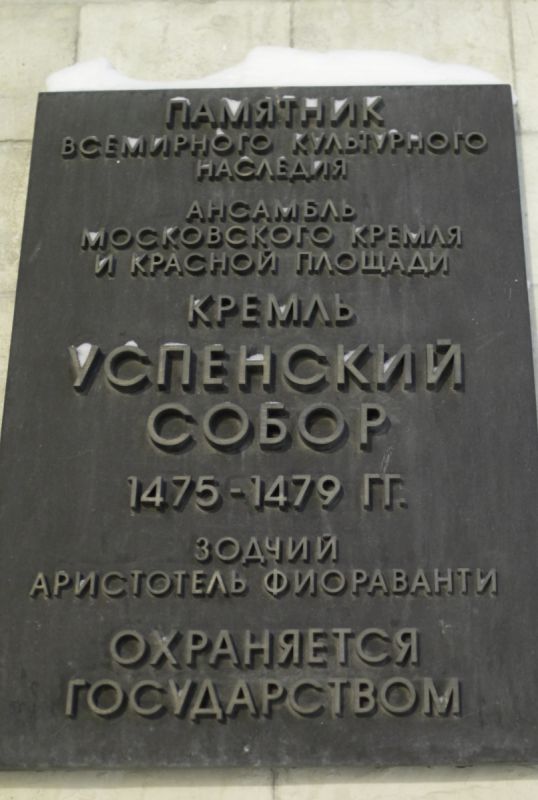 ПАМЯТНИК
ВСЕМИРНОГО КУЛЬТУРНОГО
НАСЛЕДИЯ
АНСАМБЛЬ
МОСКОВСКОГО КРЕМЛЯ
И КРАСНОЙ ПЛОЩАДИ
КРЕМЛЬ
УСПЕНСКИЙ
СОБОР
1475-1479 ГГ.
ЗОДЧИЙ
АРИСТОТЕЛЬ ФИОРАВАНТИ
ОХРАНЯЕТСЯ
ГОСУДАРСТВОМ